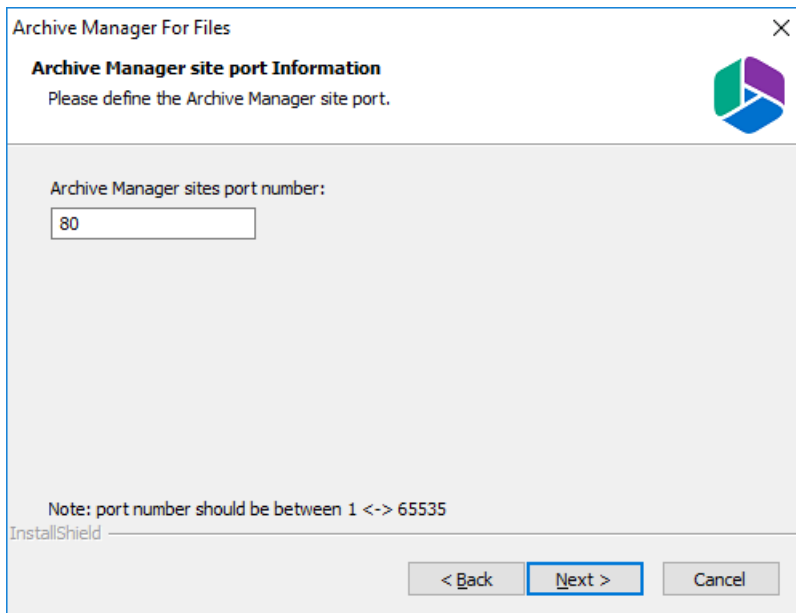 Archive Manager For Files
Archive Manager site port Information
Please define the Archive Manager site port.
Archive Manager sites port number:
80
Note: port number should be between 1 <-> 65535
InstallShield
< Back
Next >
Cancel